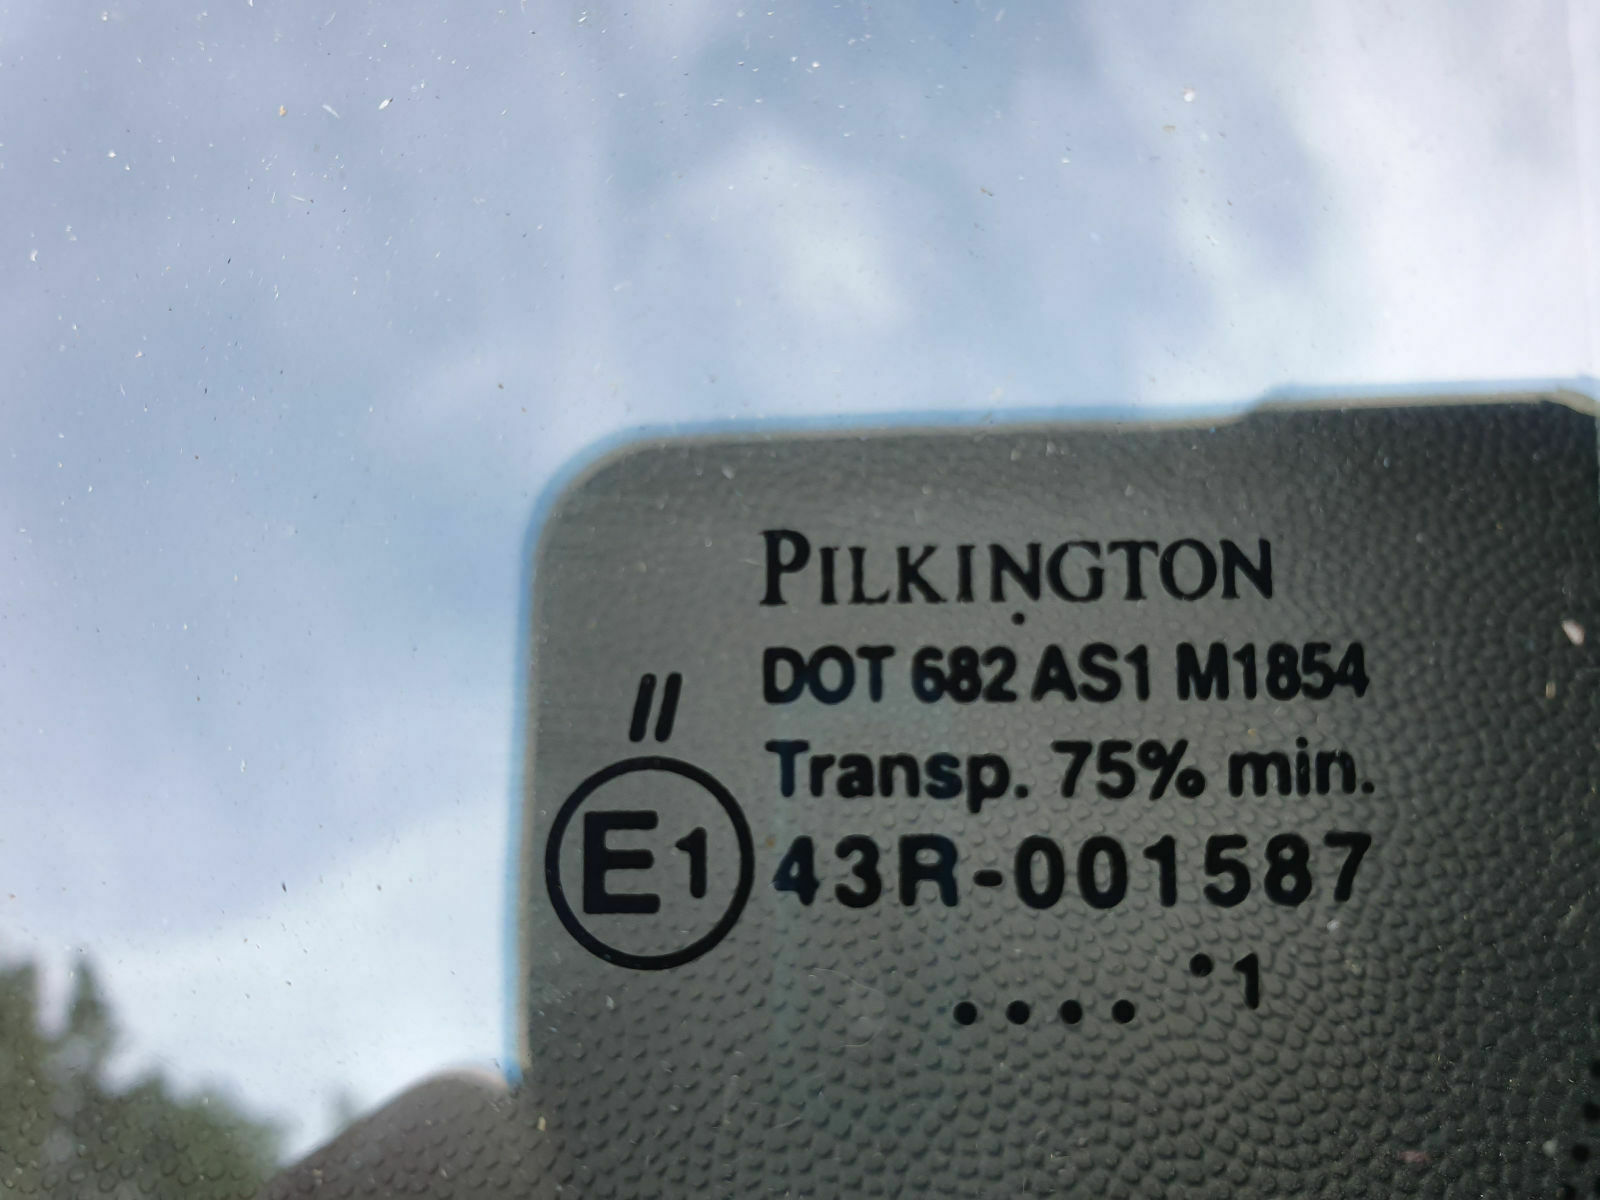 PILKINGTON
DOT 682 AS1 M1854
//
Transp. 75% min.
E1 43R-001587
•••• •1